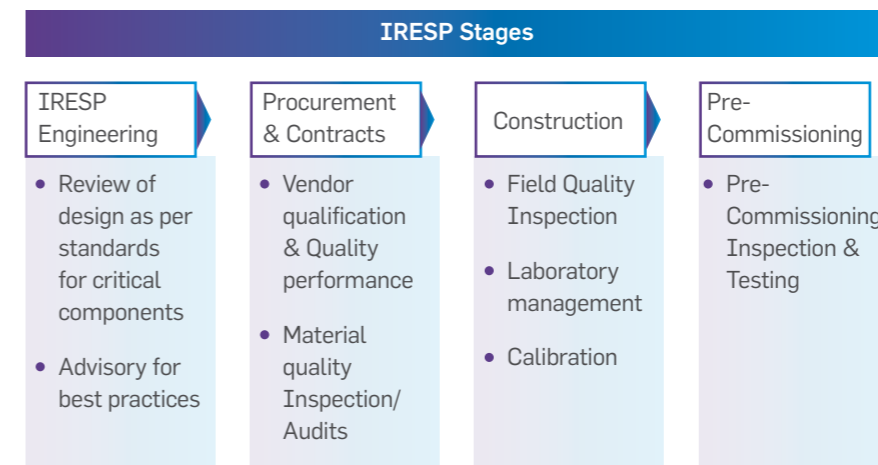 IRESP Stages
IRESP
Engineering
Review of
design as per
standards
for critical
components
Advisory for
best practices
Procurement
& Contracts
Vendor
qualification
& Quality
performance
Material
quality
Inspection/
Audits
Construction
Field Quality
Inspection
Laboratory
management
Calibration
Pre-
Commissioning
Pre-
Commissioning
Inspection &
Testing